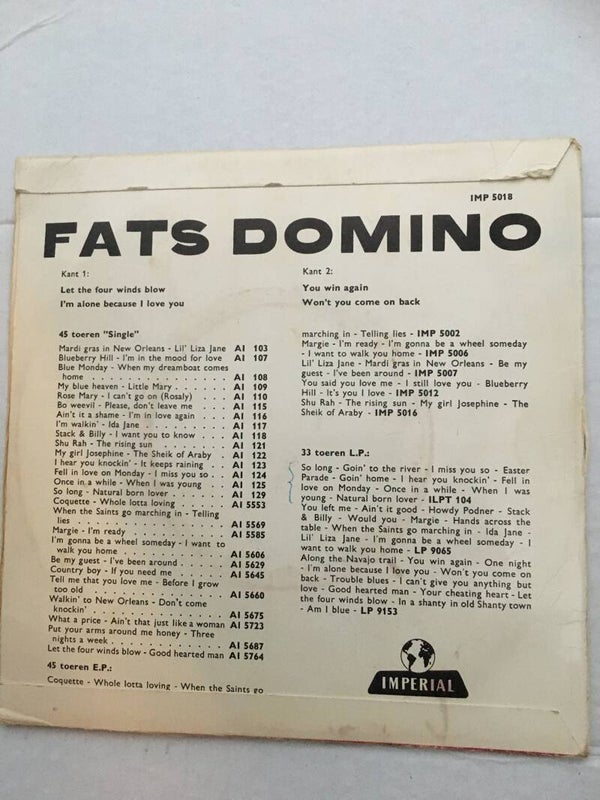 IMP 5018
FATS DOMINO
Kant 1:
Let the four winds blow
I'm alone because I love you
Kant 2:
You win again
Won't you come on back
45 toeren "Single"
Mardi gras in New Orleans - Lil' Liza Jane AI 103
Blueberry Hill - I'm in the mood for love AI 107
Blue Monday - When my dreamboat comes
home . . . . . . . . . . . . . . AI 108
My blue heaven - Little Mary . . . . . AI 109
Rose Mary - I can't go on (Rosaly) . . . AI 110
Bo weevil - Please, don't leave me . . . AI 115
Ain't it a shame - I'm in love again . . . AI 116
I'm walkin' - Ida Jane . . . . . . . . AI 117
Stack & Billy - I want you to know . . . AI 118
Shu Rah - The rising sun . . . . . . . AI 121
My girl Josephine - The Sheik of Araby . AI 122
I hear you knockin' - It keeps raining . . AI 123
Fell in love on Monday - I miss you so . . AI 124
Once in a while - When I was young . . AI 125
So long - Natural born lover . . . . . AI 129
Coquette - Whole lotta loving . . . . . AI 5553
When the Saints go marching in - Telling
lies . . . . . . . . . . . . . . AI 5569
Margie - I'm ready . . . . . . . . . AI 5585
I'm gonna be a wheel someday - I want to
walk you home . . . . . . . . . . AI 5606
Be my guest - I've been around . . . . . AI 5629
Country boy - If you need me . . . . . AI 5645
Tell me that you love me - Before I grow
too old . . . . . . . . . . . . . AI 5660
Walkin' to New Orleans - Don't come
knockin' . . . . . . . . . . . . . AI 5675
What a price - Ain't that just like a woman AI 5723
Put your arms around me honey - Three
nights a week . . . . . . . . . . . AI 5687
Let the four winds blow - Good hearted man AI 5764
45 toeren E.P.:
Coquette - Whole lotta loving - When the Saints go
marching in - Telling lies - IMP 5002
Margie - I'm ready - I'm gonna be a wheel someday
- I want to walk you home - IMP 5006
Lil' Liza Jane - Mardi gras in New Orleans - Be my
guest - I've been around - IMP 5007
You said you love me - I still love you - Blueberry
Hill - It's you I love - IMP 5012
Shu Rah - The rising sun - My girl Josephine - The
Sheik of Araby - IMP 5016
33 toeren L.P.:
So long - Goin' to the river - I miss you so - Easter
Parade - Goin' home - I hear you knockin' - Fell in
love on Monday - Once in a while - When I was
young - Natural born lover - ILPT 104
You left me - Ain't it good - Howdy Podner - Stack
& Billy - Would you - Margie - Hands across the
table - When the Saints go marching in - Ida Jane -
Lil' Liza Jane - I'm gonna be a wheel someday - I
want to walk you home - LP 9065
Along the Navajo trail - You win again - One night
- I'm alone because I love you - Won't you come on
back - Trouble blues - I can't give you anything but
love - Good hearted man - Your cheating heart - Let
the four winds blow - In a shanty in old Shanty town
- Am I blue - LP 9153
IMPERIAL